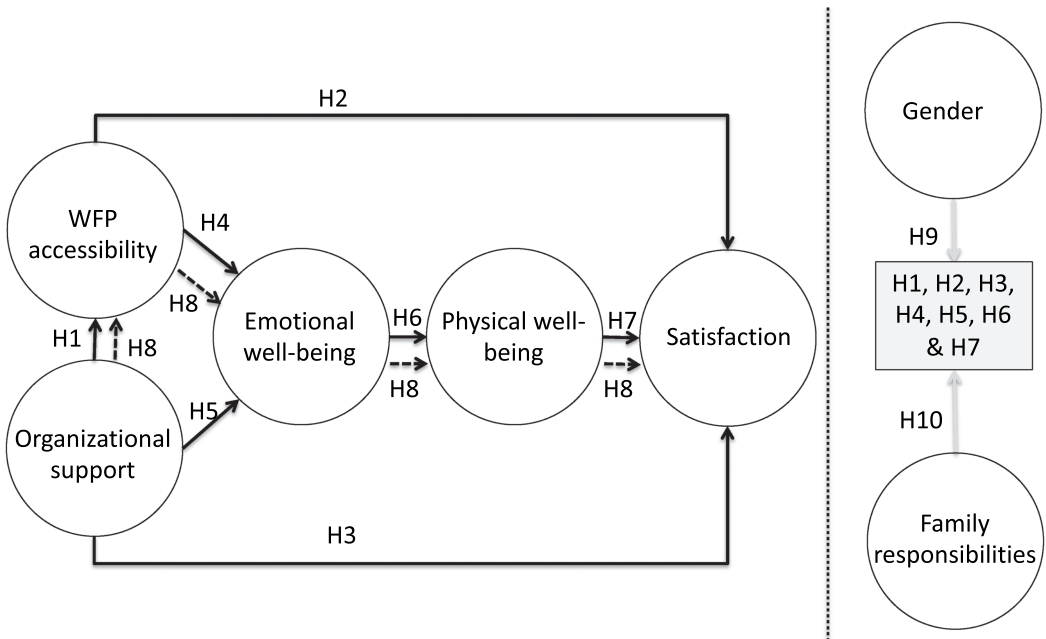 H2
WFP
accessibility
H4
H8
H1
H8
Emotional
well-being
H6
H8
Physical well-
being
H7
H8
Satisfaction
H5
Organizational
support
H3
Gender
H9
H1, H2, H3,
H4, H5, H6
& H7
H10
Family
responsibilities